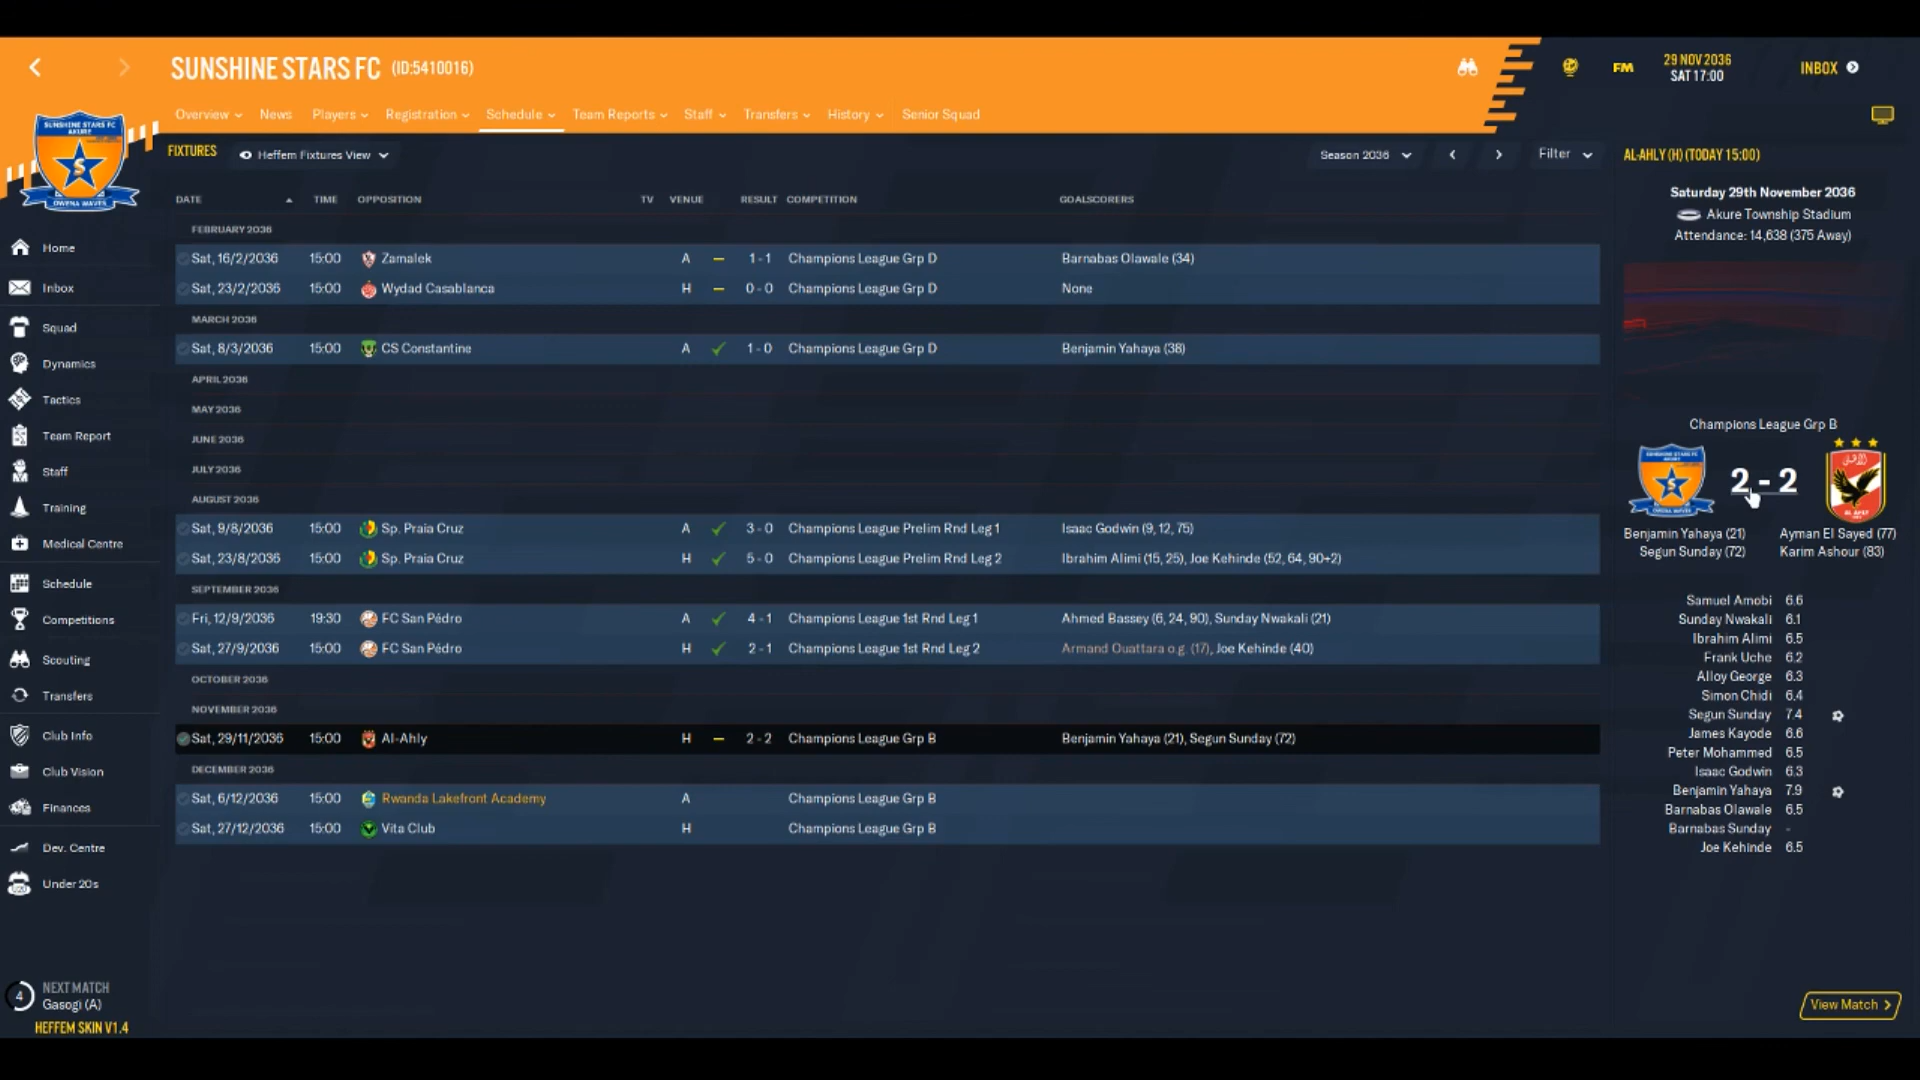 SUNSHINE STARS FC (ID:5410016)
FM
29 NOV 2036
SAT 17:00
INBOX
Overview News Players Registration Schedule Team Reports Staff Transfers History Senior Squad
SUNSHINE STARS FC
AKURE
S
OWENA WAVES
FIXTURES Heffem Fixtures View Season 2036 Filter
DATE TIME OPPOSITION TV VENUE RESULT COMPETITION GOALSCORERS
FEBRUARY 2036
Sat, 16/2/2036 15:00 Zamalek A 1 - 1 Champions League Grp D Barnabas Olawale (34)
Sat, 23/2/2036 15:00 Wydad Casablanca H 0 - 0 Champions League Grp D None
MARCH 2036
Sat, 8/3/2036 15:00 CS Constantine A 1 - 0 Champions League Grp D Benjamin Yahaya (38)
APRIL 2036
MAY 2036
JUNE 2036
JULY 2036
AUGUST 2036
Sat, 9/8/2036 15:00 Sp. Praia Cruz A 3 - 0 Champions League Prelim Rnd Leg 1 Isaac Godwin (9, 12, 75)
Sat, 23/8/2036 15:00 Sp. Praia Cruz H 5 - 0 Champions League Prelim Rnd Leg 2 Ibrahim Alimi (15, 25), Joe Kehinde (52, 64, 90+2)
SEPTEMBER 2036
Fri, 12/9/2036 19:30 FC San Pédro A 4 - 1 Champions League 1st Rnd Leg 1 Ahmed Bassey (6, 24, 90), Sunday Nwakali (21)
Sat, 27/9/2036 15:00 FC San Pédro H 2 - 1 Champions League 1st Rnd Leg 2 Armand Ouattara o.g. (17), Joe Kehinde (40)
OCTOBER 2036
NOVEMBER 2036
Sat, 29/11/2036 15:00 Al-Ahly H 2 - 2 Champions League Grp B Benjamin Yahaya (21), Segun Sunday (72)
DECEMBER 2036
Sat, 6/12/2036 15:00 Rwanda Lakefront Academy A Champions League Grp B
Sat, 27/12/2036 15:00 Vita Club H Champions League Grp B
Home
Inbox
Squad
Dynamics
Tactics
Team Report
Staff
Training
Medical Centre
Schedule
Competitions
Scouting
Transfers
Club Info
Club Vision
Finances
Dev. Centre
Under 20s
4 NEXT MATCH
Gasogi (A)
HEFFEM SKIN V1.4
AL-AHLY (H) (TODAY 15:00)
Saturday 29th November 2036
Akure Township Stadium
Attendance: 14,638 (375 Away)
Champions League Grp B
SUNSHINE STARS FC
S
OWENA WAVES
2 - 2
الأهلي
AL AHLY
Benjamin Yahaya (21) Ayman El Sayed (77)
Segun Sunday (72) Karim Ashour (83)
Samuel Amobi 6.6
Sunday Nwakali 6.1
Ibrahim Alimi 6.5
Frank Uche 6.2
Alloy George 6.3
Simon Chidi 6.4
Segun Sunday 7.4
James Kayode 6.6
Peter Mohammed 6.5
Isaac Godwin 6.3
Benjamin Yahaya 7.9
Barnabas Olawale 6.5
Barnabas Sunday -
Joe Kehinde 6.5
View Match